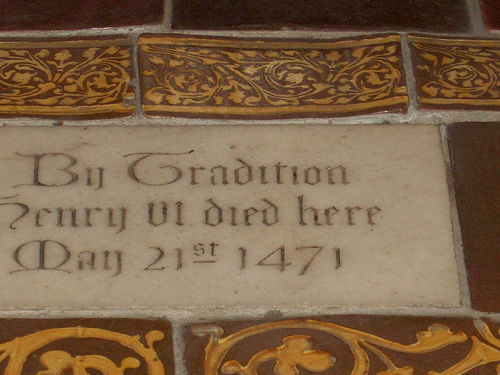 By Tradition
Henry VI died here
May 21st 1471